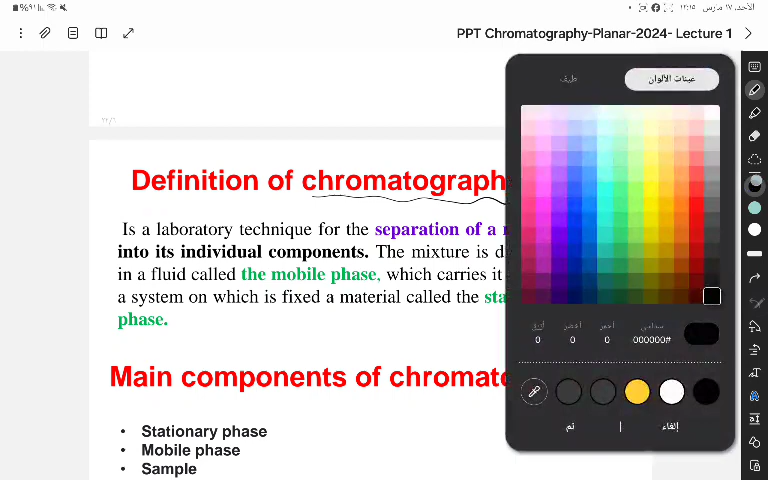 الأحد، ١٧ مارس ١٢:١٥
%٩١
PPT Chromatography-Planar-2024- Lecture 1
طيف
عينات الألوان
Definition of chromatograph
Is a laboratory technique for the separation of a
into its individual components. The mixture is
in a fluid called the mobile phase, which carries it
a system on which is fixed a material called the sta
phase.
أزرق أخضر أحمر سداسي
0 0 0 #000000
Main components of chromat
إلغاء | تم
• Stationary phase
• Mobile phase
• Sample